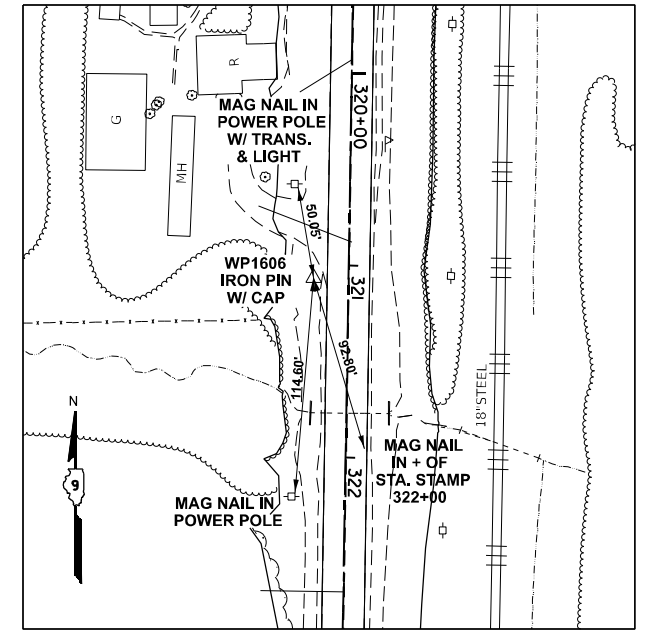 R
G
MH
MAG NAIL IN
POWER POLE
W/ TRANS.
& LIGHT
320+00
50.05'
WP1606
IRON PIN
W/ CAP
321
92.80'
114.60'
18"STEEL
N
9
MAG NAIL
IN + OF
STA. STAMP
322+00
322
MAG NAIL IN
POWER POLE